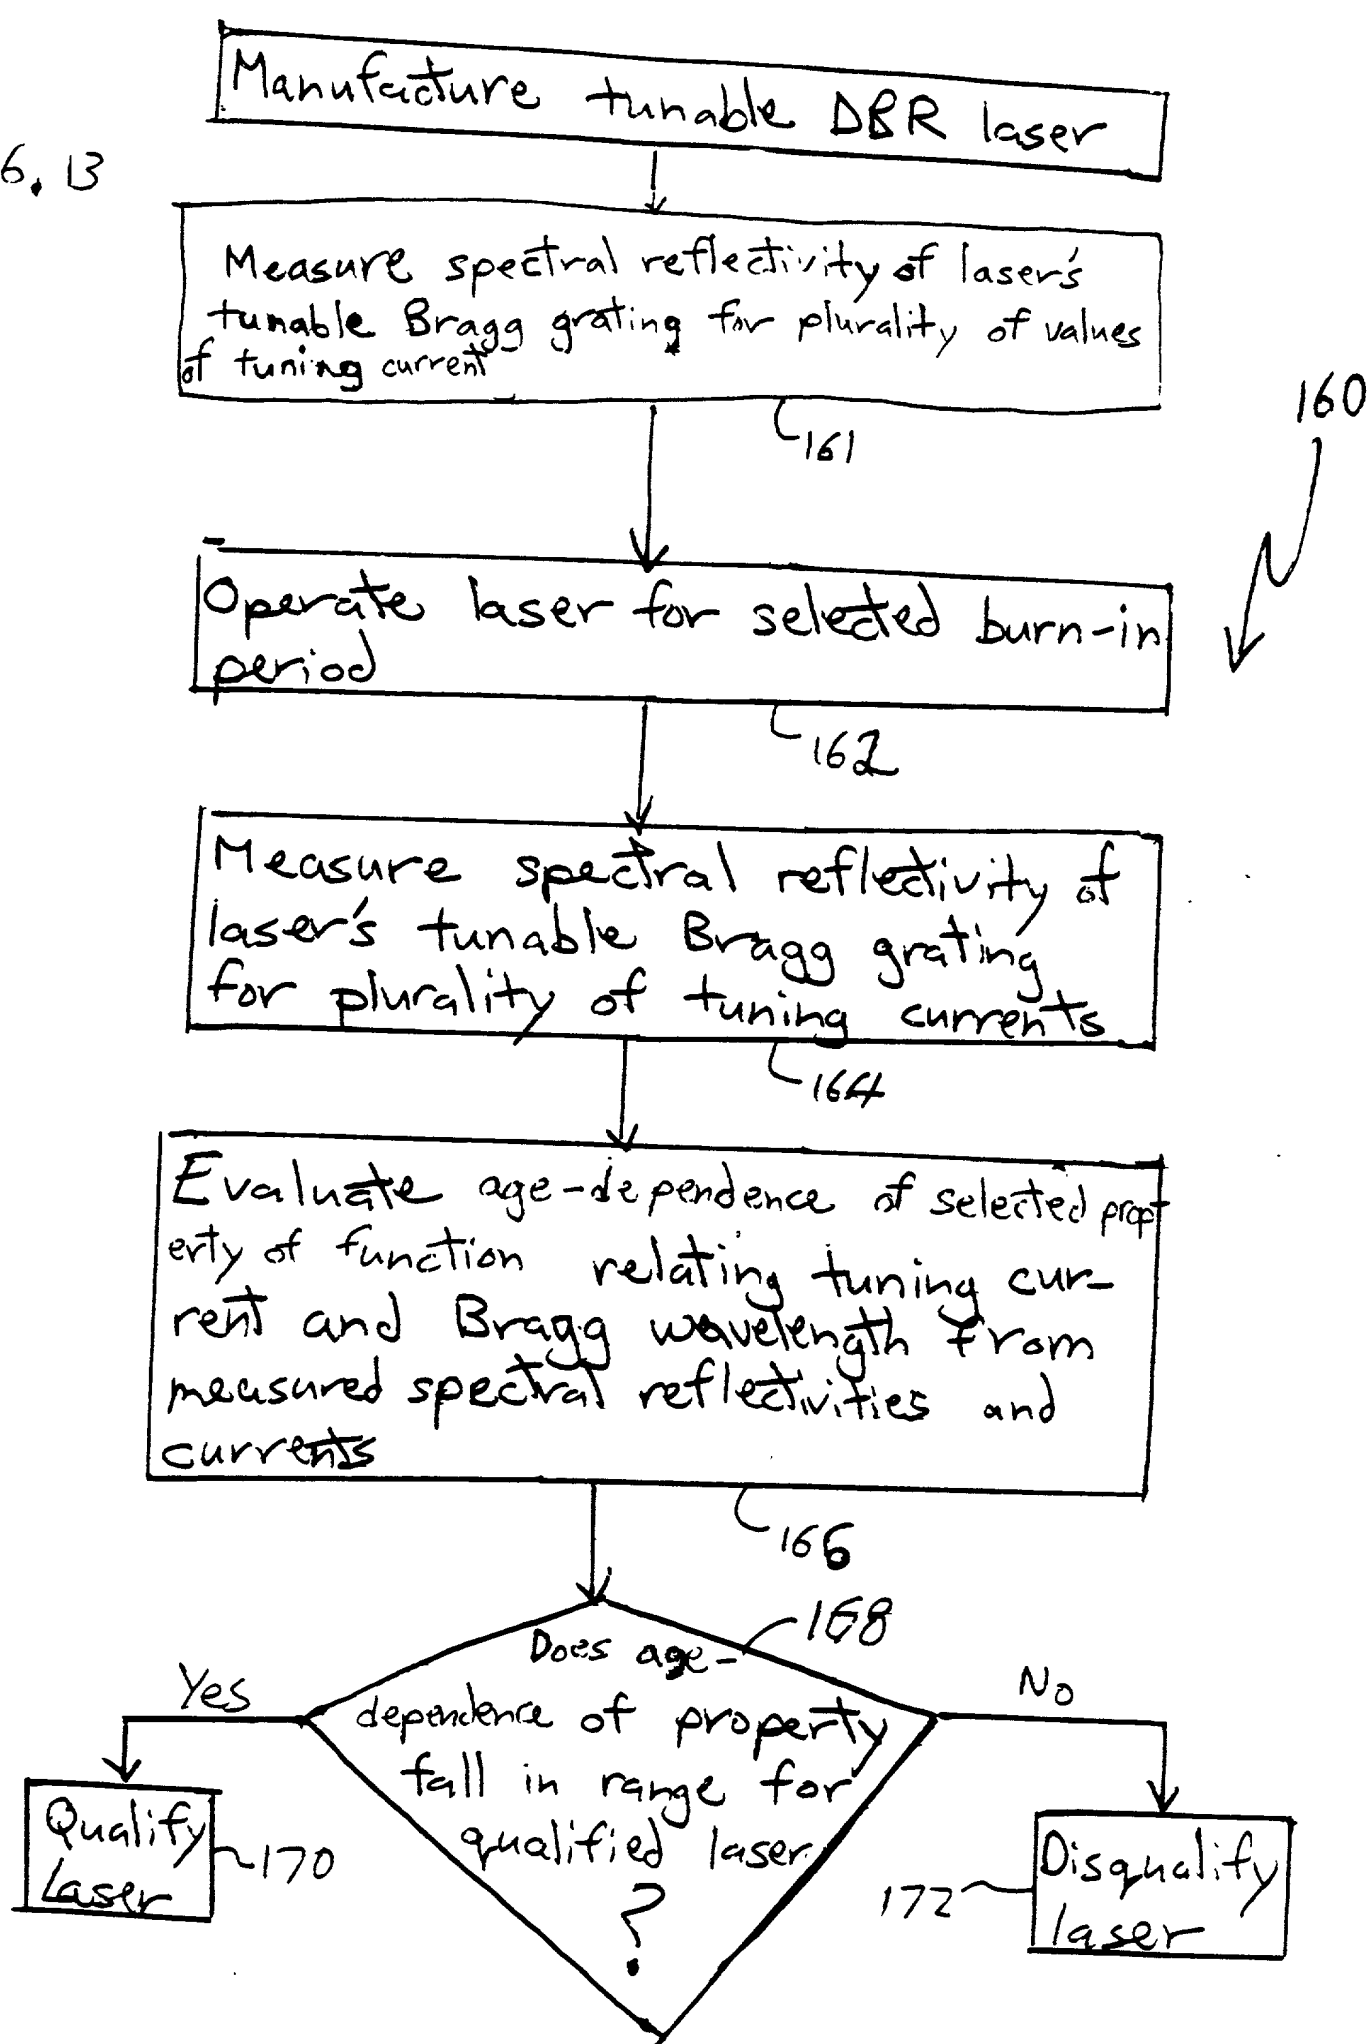 Manufacture tunable DBR laser
6. 13
Measure spectral reflectivity of laser's
tunable Bragg grating for plurality of values
of tuning current
161
160
Operate laser for selected burn-in
period
162
Measure spectral reflectivity of
laser's tunable Bragg grating
for plurality of tuning currents
164
Evaluate age-dependence of selected prop
erty of function relating tuning cur-
rent and Bragg wavelength from
measured spectral reflectivities and
currents
166
168
Does age-
dependence of property
fall in range for
qualified laser
?
Yes
No
Qualify
Laser
170
172
Disqualify
laser